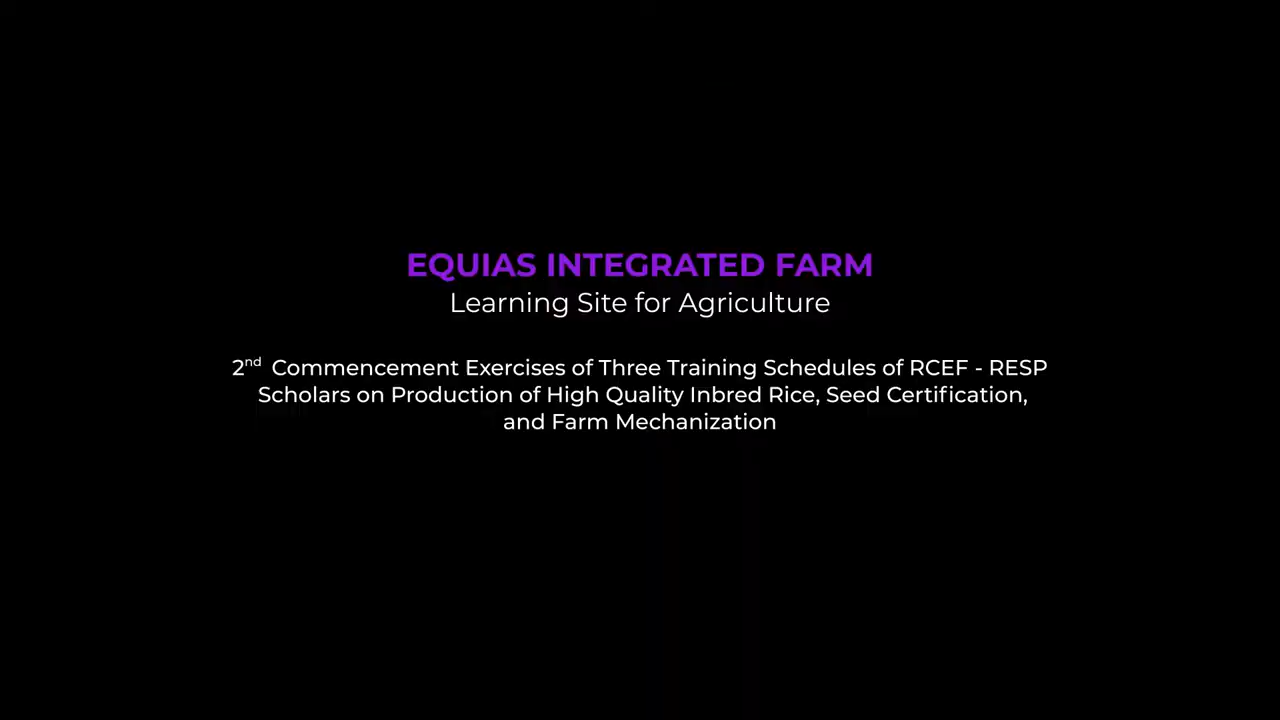 EQUIAS INTEGRATED FARM
Learning Site for Agriculture
2nd Commencement Exercises of Three Training Schedules of RCEF - RESP
Scholars on Production of High Quality Inbred Rice, Seed Certification,
and Farm Mechanization